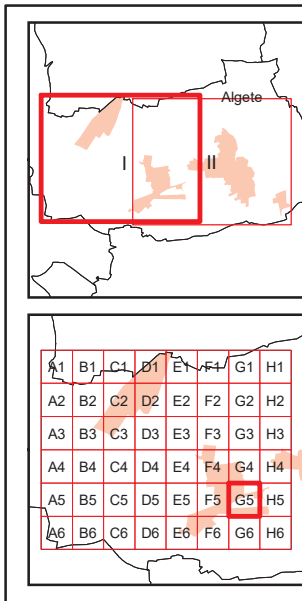 Algete
I II
A1 B1 C1 D1 E1 F1 G1 H1
A2 B2 C2 D2 E2 F2 G2 H2
A3 B3 C3 D3 E3 F3 G3 H3
A4 B4 C4 D4 E4 F4 G4 H4
A5 B5 C5 D5 E5 F5 G5 H5
A6 B6 C6 D6 E6 F6 G6 H6